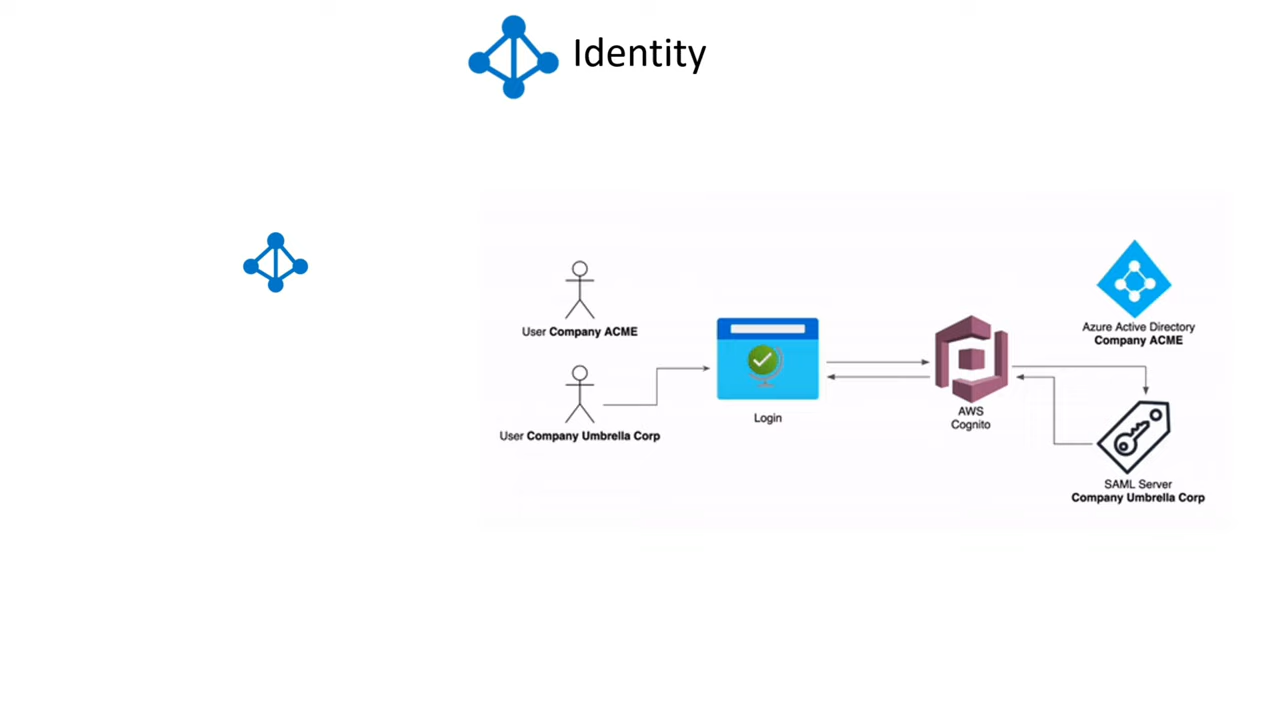 Identity
User Company ACME
User Company Umbrella Corp
Login
AWS
Cognito
Azure Active Directory
Company ACME
SAML Server
Company Umbrella Corp